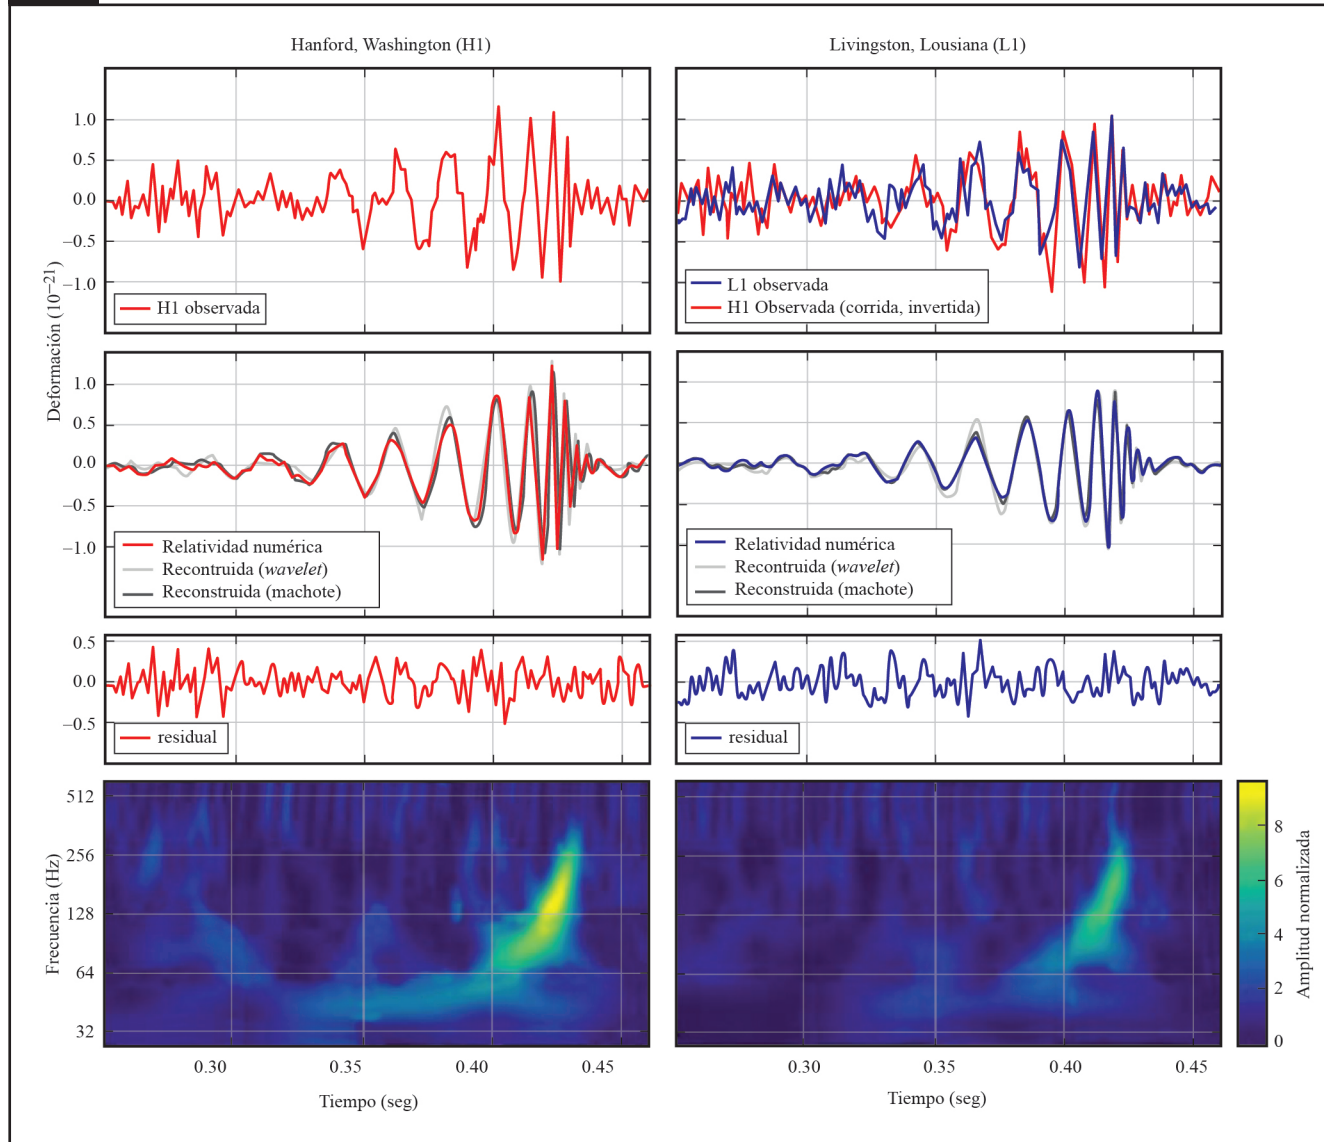 Hanford, Washington (H1)
Livingston, Lousiana (L1)
Deformación (10−21)
1.0
0.5
0.0
−0.5
−1.0
H1 observada
L1 observada
H1 Observada (corrida, invertida)
1.0
0.5
0.0
−0.5
−1.0
Relatividad numérica
Recontruida (wavelet)
Reconstruida (machote)
Relatividad numérica
Recontruida (wavelet)
Reconstruida (machote)
0.5
0.0
−0.5
residual
residual
Frecuencia (Hz)
512
256
128
64
32
8
6
4
2
0
Amplitud normalizada
0.30 0.35 0.40 0.45
0.30 0.35 0.40 0.45
Tiempo (seg)
Tiempo (seg)